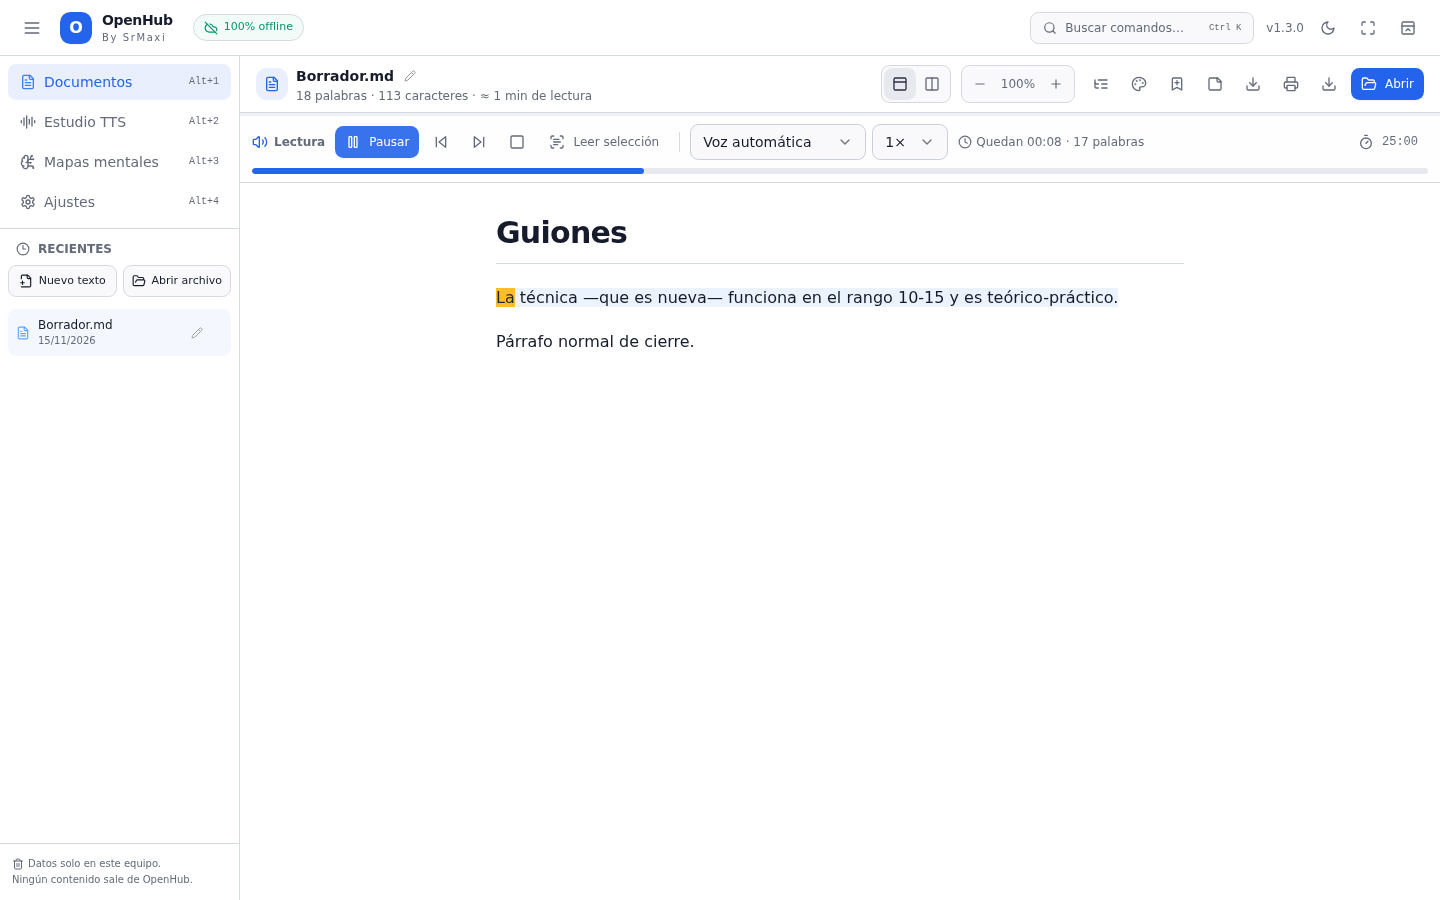 OpenHub
By SrMaxi
100% offline
Buscar comandos...
Ctrl K
v1.3.0
Documentos Alt+1
Estudio TTS Alt+2
Mapas mentales Alt+3
Ajustes Alt+4
RECIENTES
Nuevo texto
Abrir archivo
Borrador.md
15/11/2026
Datos solo en este equipo.
Ningún contenido sale de OpenHub.
Borrador.md
18 palabras · 113 caracteres · ≈ 1 min de lectura
100%
Abrir
Lectura
Pausar
Leer selección
Voz automática
1×
Quedan 00:08 · 17 palabras
25:00
Guiones
La técnica —que es nueva— funciona en el rango 10-15 y es teórico-práctico.
Párrafo normal de cierre.